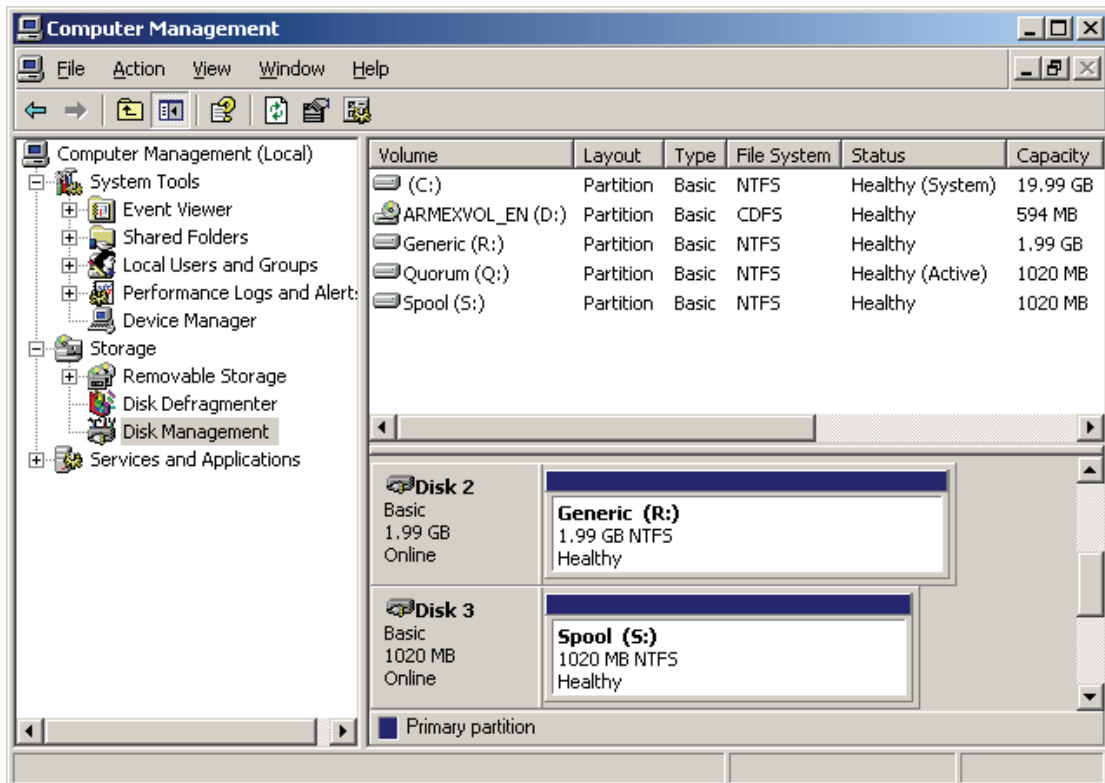 Computer Management
File Action View Window Help
Computer Management (Local)
System Tools
Event Viewer
Shared Folders
Local Users and Groups
Performance Logs and Alert
Device Manager
Storage
Removable Storage
Disk Defragmenter
Disk Management
Services and Applications
Volume Layout Type File System Status Capacity
(C:) Partition Basic NTFS Healthy (System) 19.99 GB
ARMEXVOL_EN (D:) Partition Basic CDFS Healthy 594 MB
Generic (R:) Partition Basic NTFS Healthy 1.99 GB
Quorum (Q:) Partition Basic NTFS Healthy (Active) 1020 MB
Spool (S:) Partition Basic NTFS Healthy 1020 MB
Disk 2
Basic
1.99 GB
Online
Generic (R:)
1.99 GB NTFS
Healthy
Disk 3
Basic
1020 MB
Online
Spool (S:)
1020 MB NTFS
Healthy
Primary partition